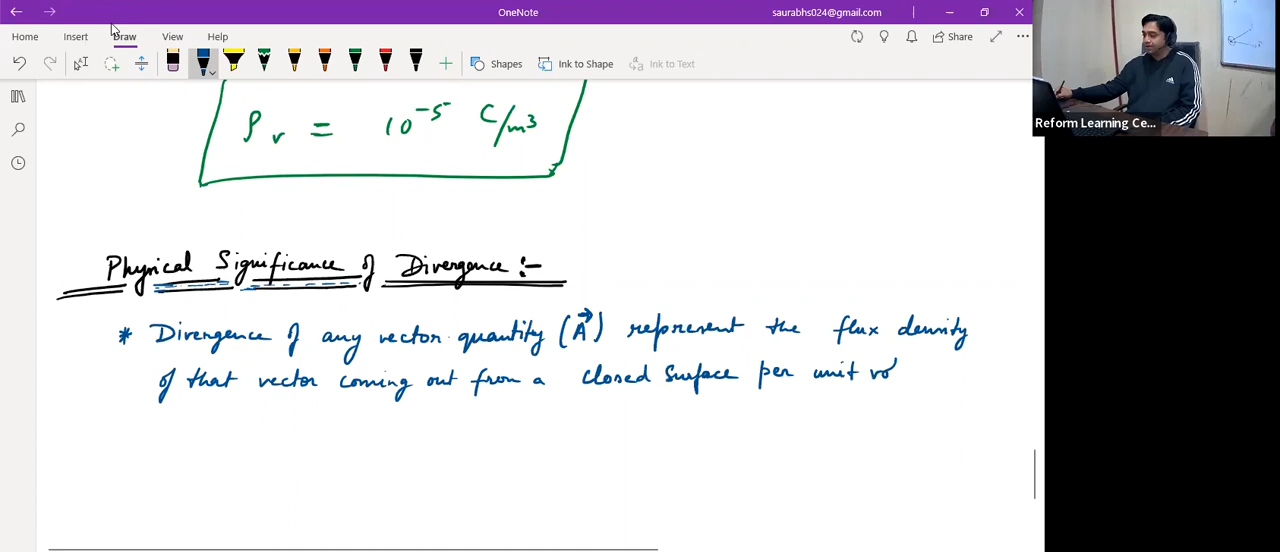 OneNote
saurabhs024@gmail.com
Home Insert Draw View Help
Share
Shapes
Ink to Shape
Ink to Text
Reform Learning Ce...
ρv = 10⁻⁵ C/m³
Physical Significance of Divergence :-
* Divergence of any vector quantity (A⃗) represent the flux density
of that vector coming out from a closed surface per unit vo